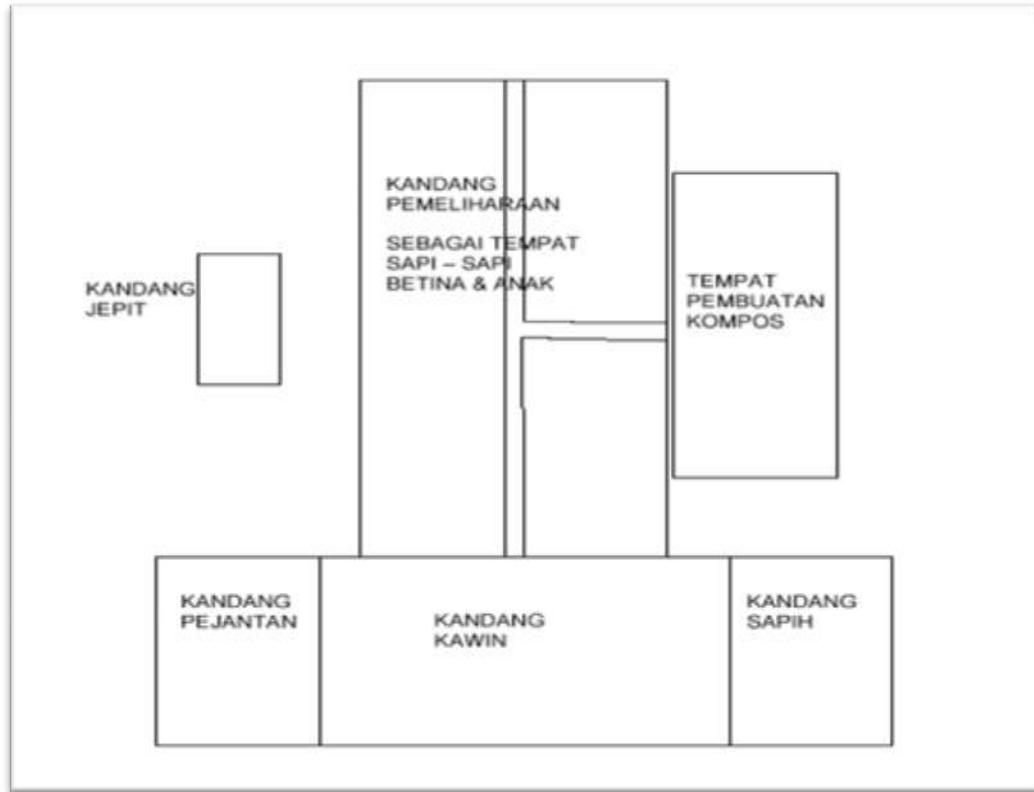 KANDANG
PEMELIHARAAN
SEBAGAI TEMPAT
SAPI – SAPI
BETINA & ANAK
KANDANG
JEPIT
TEMPAT
PEMBUATAN
KOMPOS
KANDANG
PEJANTAN
KANDANG
KAWIN
KANDANG
SAPIH